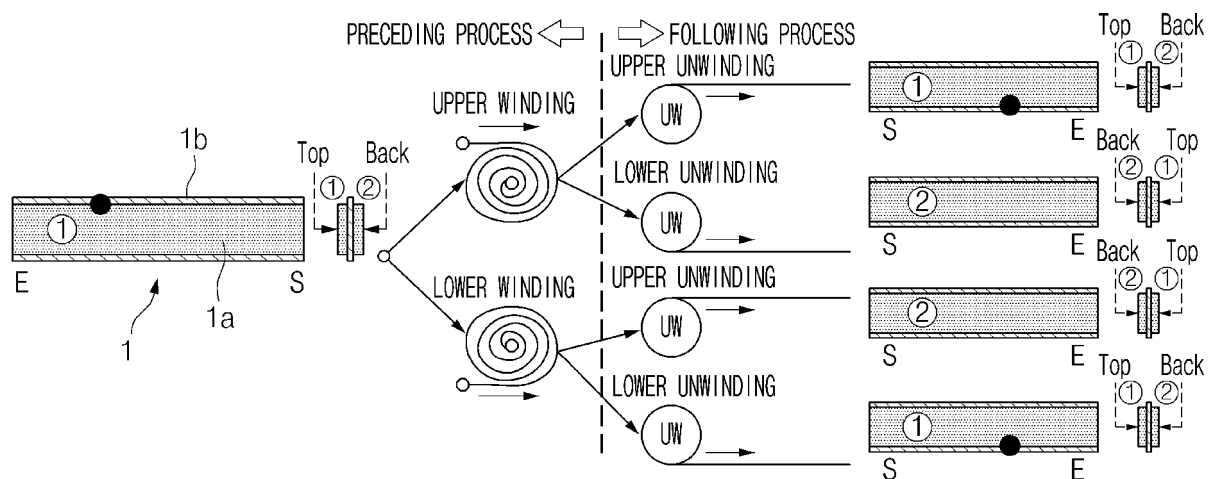 PRECEDING PROCESS
FOLLOWING PROCESS
1b
Top
Back
①
②
①
E
S
1
1a
UPPER WINDING
LOWER WINDING
UPPER UNWINDING
UW
LOWER UNWINDING
UW
UPPER UNWINDING
UW
LOWER UNWINDING
UW
Top Back
① ②
①
S E
Back Top
② ①
②
S E
Back Top
② ①
②
S E
Top Back
① ②
①
S E